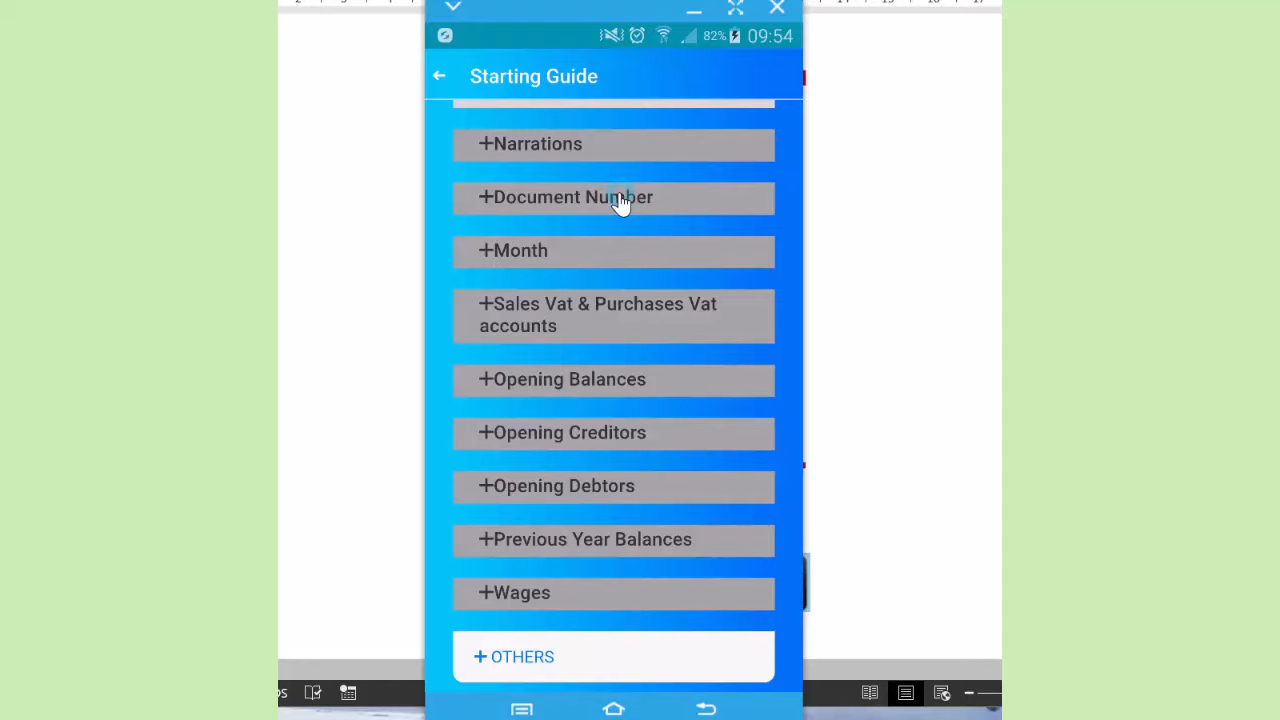 82% 09:54
Starting Guide
+Narrations
+Document Number
+Month
+Sales Vat & Purchases Vat
accounts
+Opening Balances
+Opening Creditors
+Opening Debtors
+Previous Year Balances
+Wages
+ OTHERS